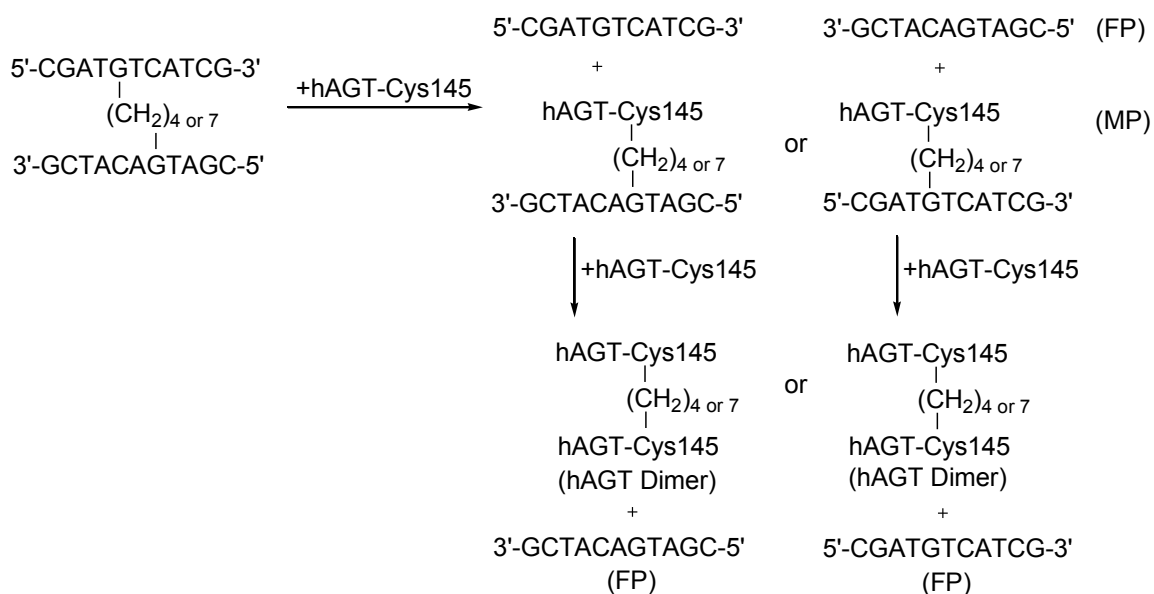 5'-CGATGTCATCG-3' 3'-GCTACAGTAGC-5' (FP)
5'-CGATGTCATCG-3' + +
+hAGT-Cys145
(CH2)4 or 7 hAGT-Cys145 hAGT-Cys145 (MP)
or
3'-GCTACAGTAGC-5' (CH2)4 or 7 (CH2)4 or 7
3'-GCTACAGTAGC-5' 5'-CGATGTCATCG-3'
+hAGT-Cys145 +hAGT-Cys145
hAGT-Cys145 hAGT-Cys145
or
(CH2)4 or 7 (CH2)4 or 7
hAGT-Cys145 hAGT-Cys145
(hAGT Dimer) (hAGT Dimer)
+ +
3'-GCTACAGTAGC-5' 5'-CGATGTCATCG-3'
(FP) (FP)